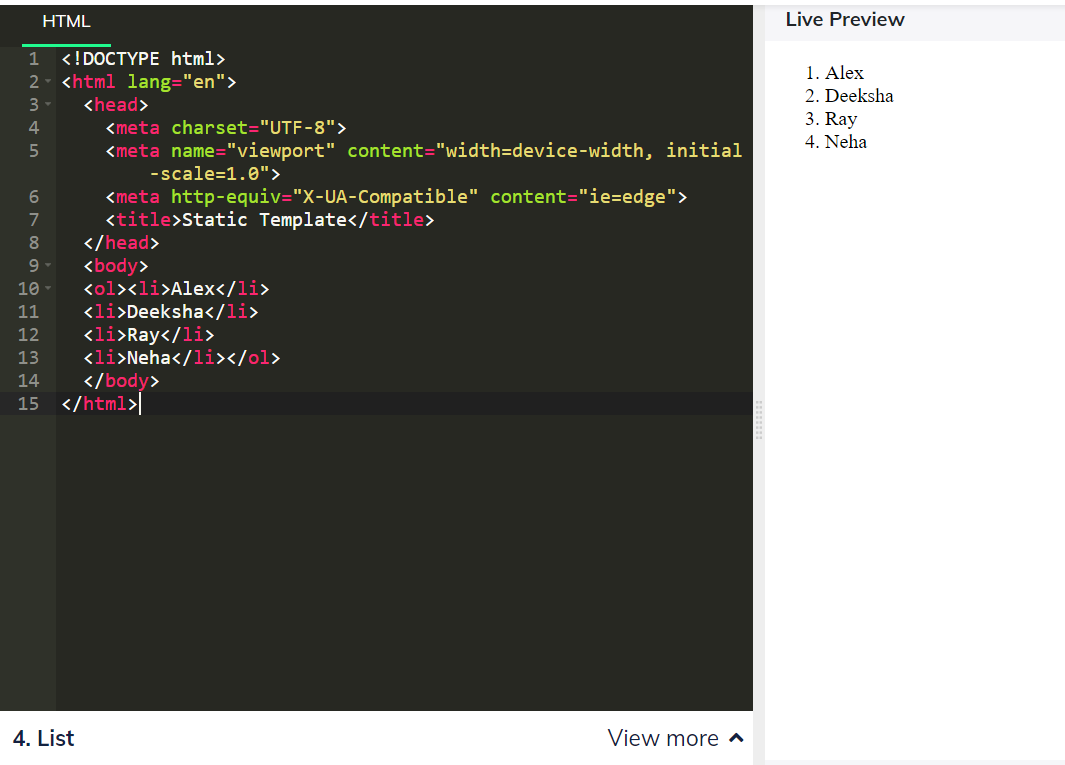 HTML
1 <!DOCTYPE html>
2 <html lang="en">
3 <head>
4 <meta charset="UTF-8">
5 <meta name="viewport" content="width=device-width, initial
-scale=1.0">
6 <meta http-equiv="X-UA-Compatible" content="ie=edge">
7 <title>Static Template</title>
8 </head>
9 <body>
10 <ol><li>Alex</li>
11 <li>Deeksha</li>
12 <li>Ray</li>
13 <li>Neha</li></ol>
14 </body>
15 </html>
4. List
View more
Live Preview
1. Alex
2. Deeksha
3. Ray
4. Neha